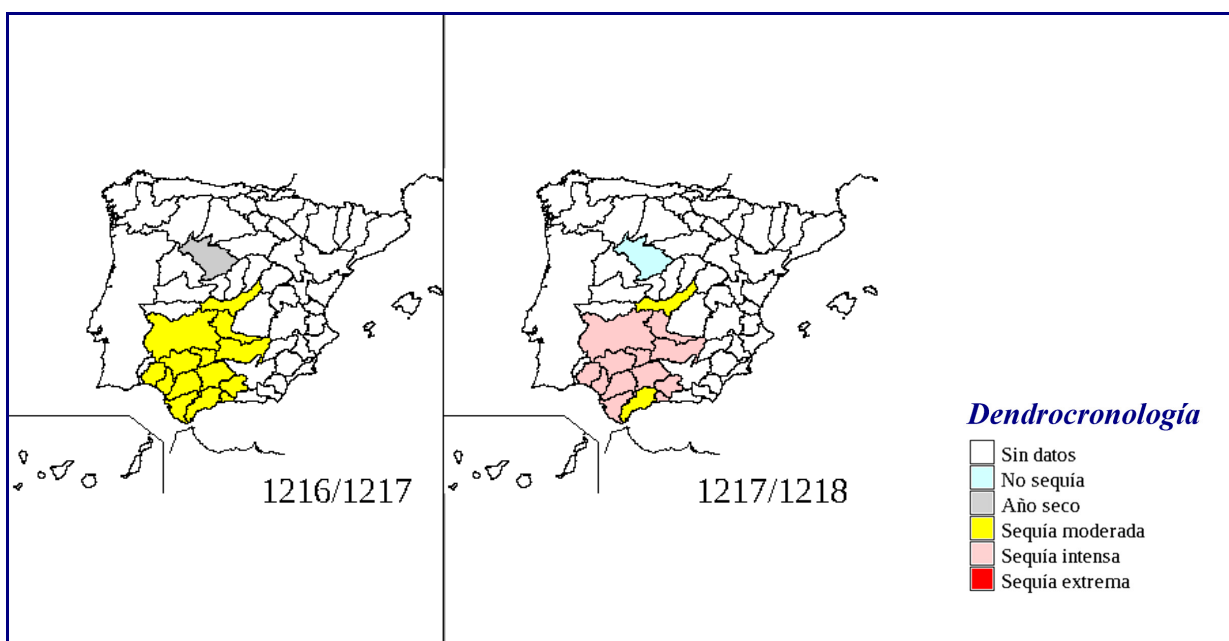 1216/1217
1217/1218
Dendrocronología
Sin datos
No sequía
Año seco
Sequía moderada
Sequía intensa
Sequía extrema